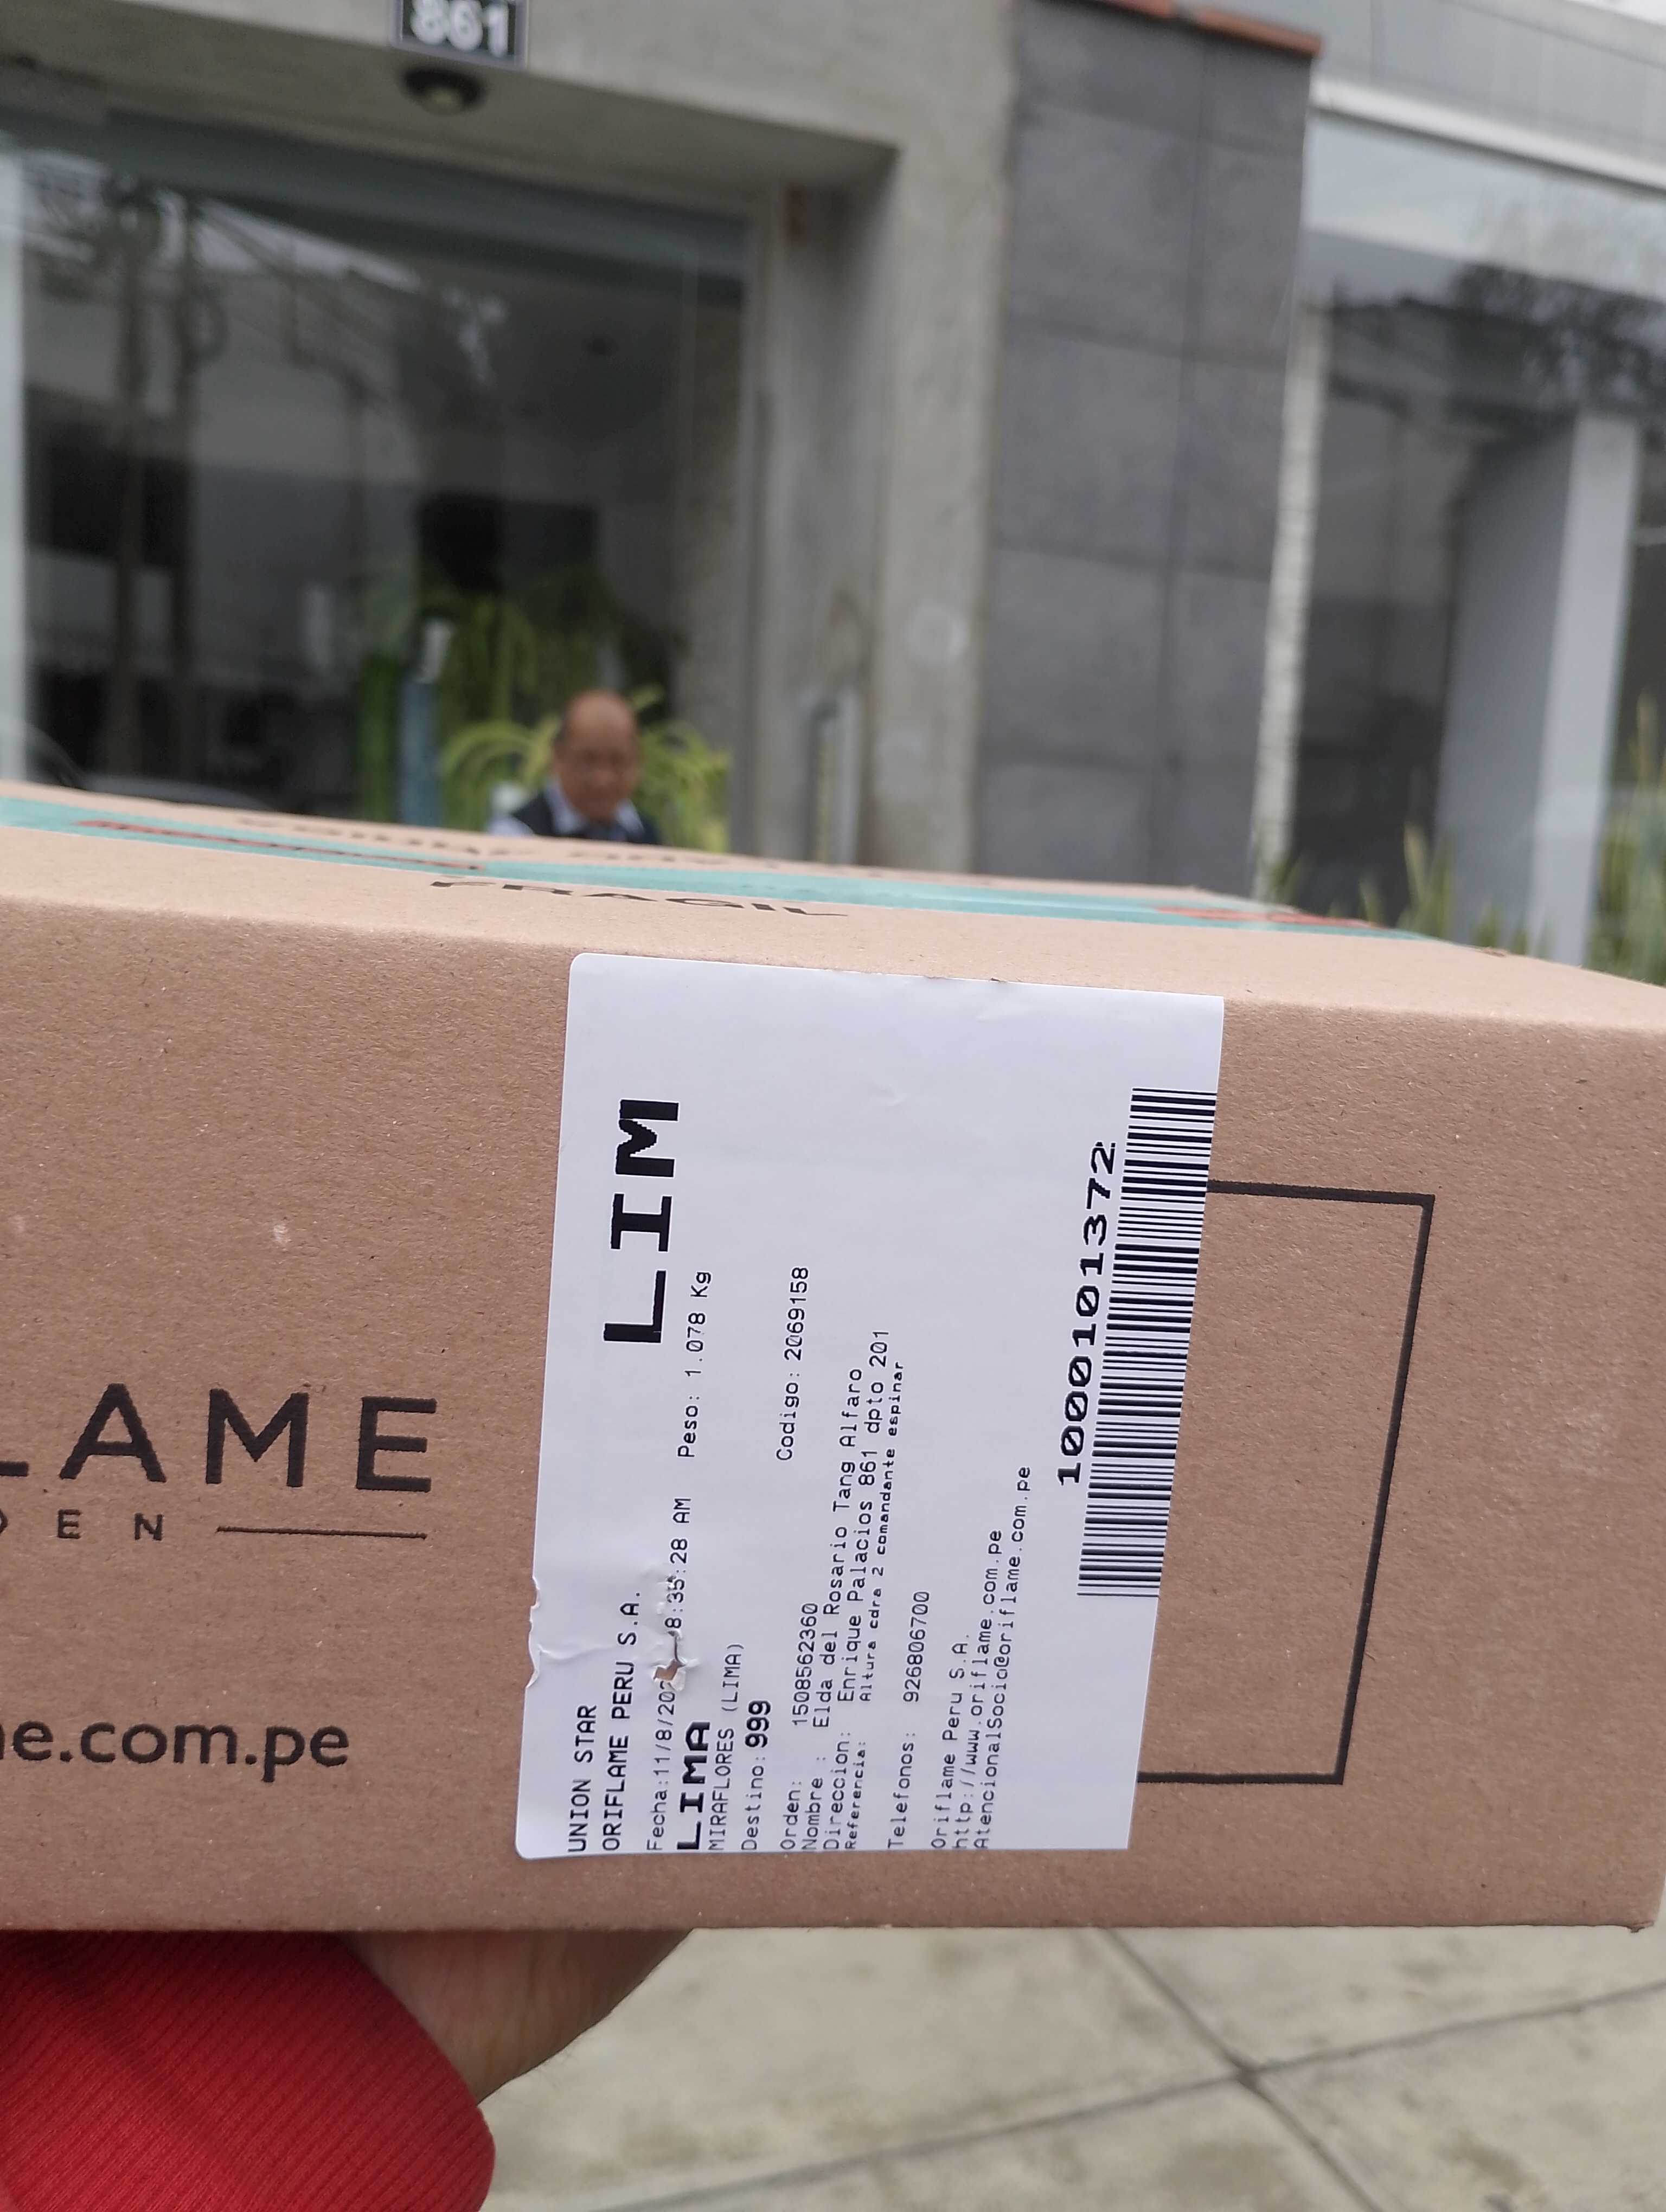 861
FRAGIL
LAME
DEN
e.com.pe
LIM
UNION STAR
ORIFLAME PERU S.A.
Fecha:11/8/202 8:35:28 AM Peso: 1.078 Kg
LIMA
MIRAFLORES (LIMA)
Destino:999
Orden: 1508562360 Codigo: 2069158
Nombre : Elda del Rosario Tang Alfaro
Direccion: Enrique Palacios 861 dpto 201
Referencia: Altura cdra 2 comandante espinar
Telefonos: 926806700
Oriflame Peru S.A.
http://www.oriflame.com.pe
AtencionalSocio@oriflame.com.pe
1000101372